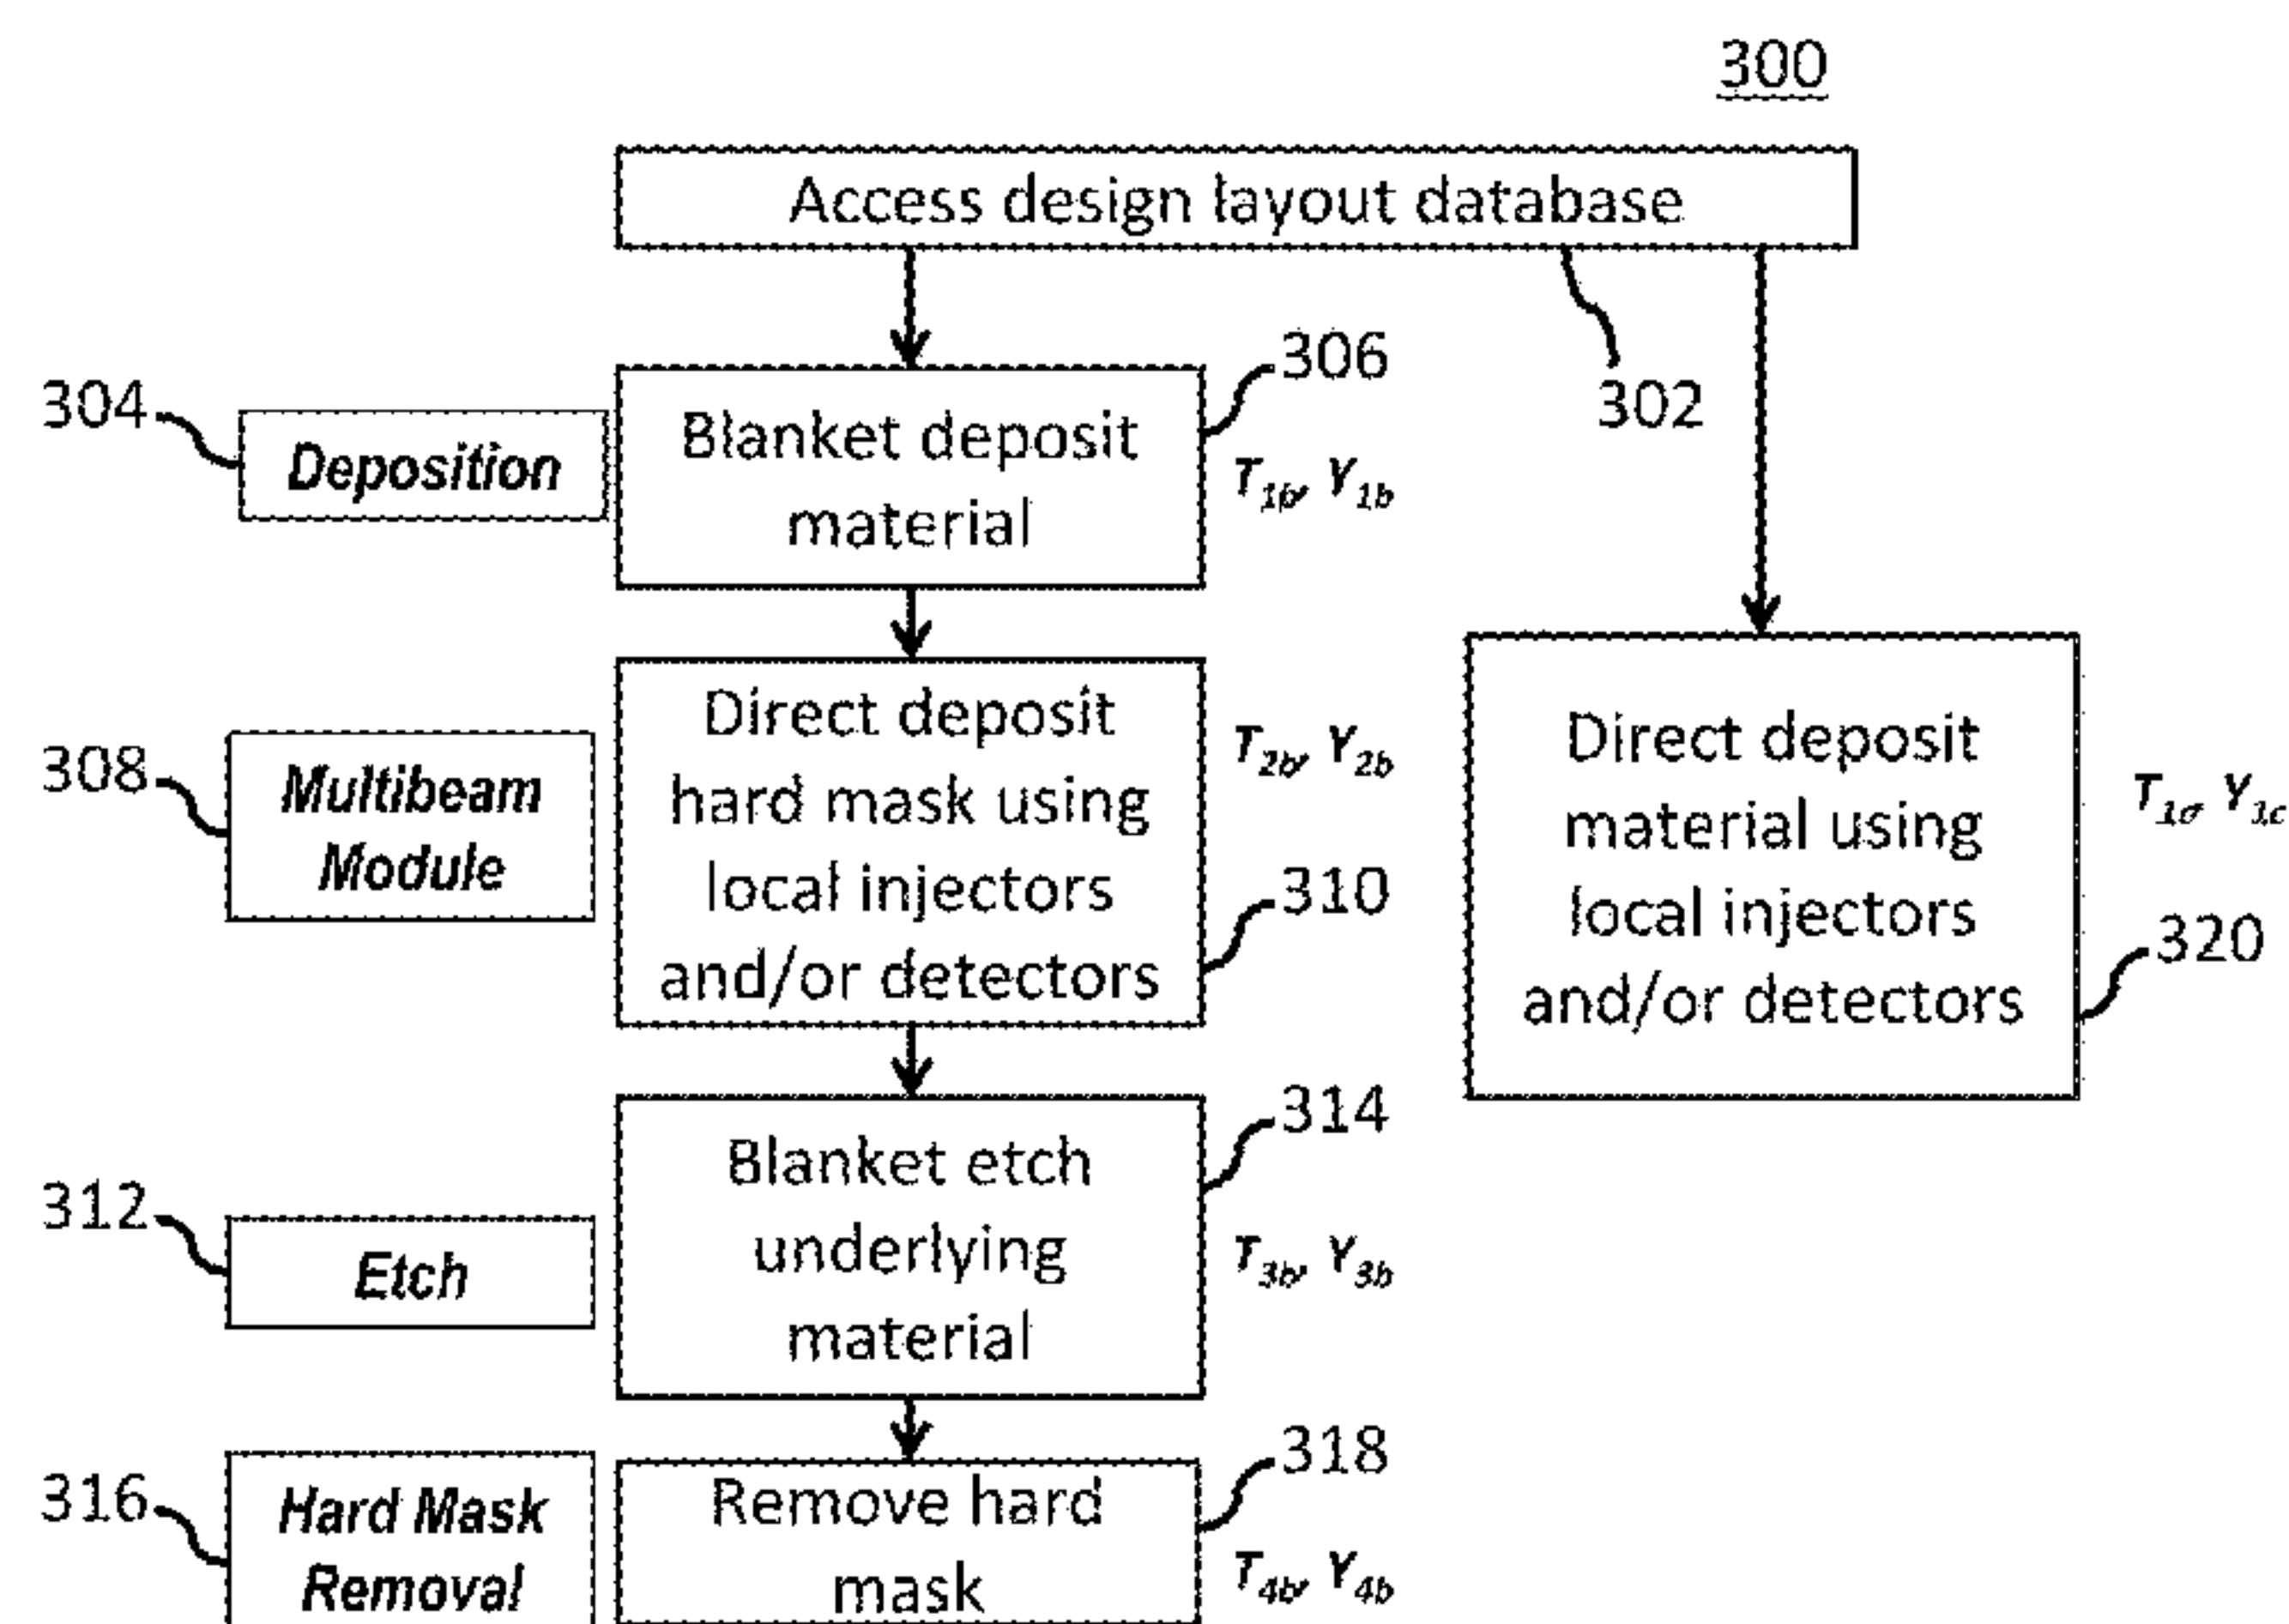 300
Access design layout database
302
304
Deposition
Blanket deposit
material
306
T1b, Y1b
308
Multibeam
Module
Direct deposit
hard mask using
local injectors
and/or detectors
T2b, Y2b
310
Direct deposit
material using
local injectors
and/or detectors
T1c, Y1c
320
312
Etch
Blanket etch
underlying
material
314
T3b, Y3b
316
Hard Mask
Removal
Remove hard
mask
318
T4b, Y4b